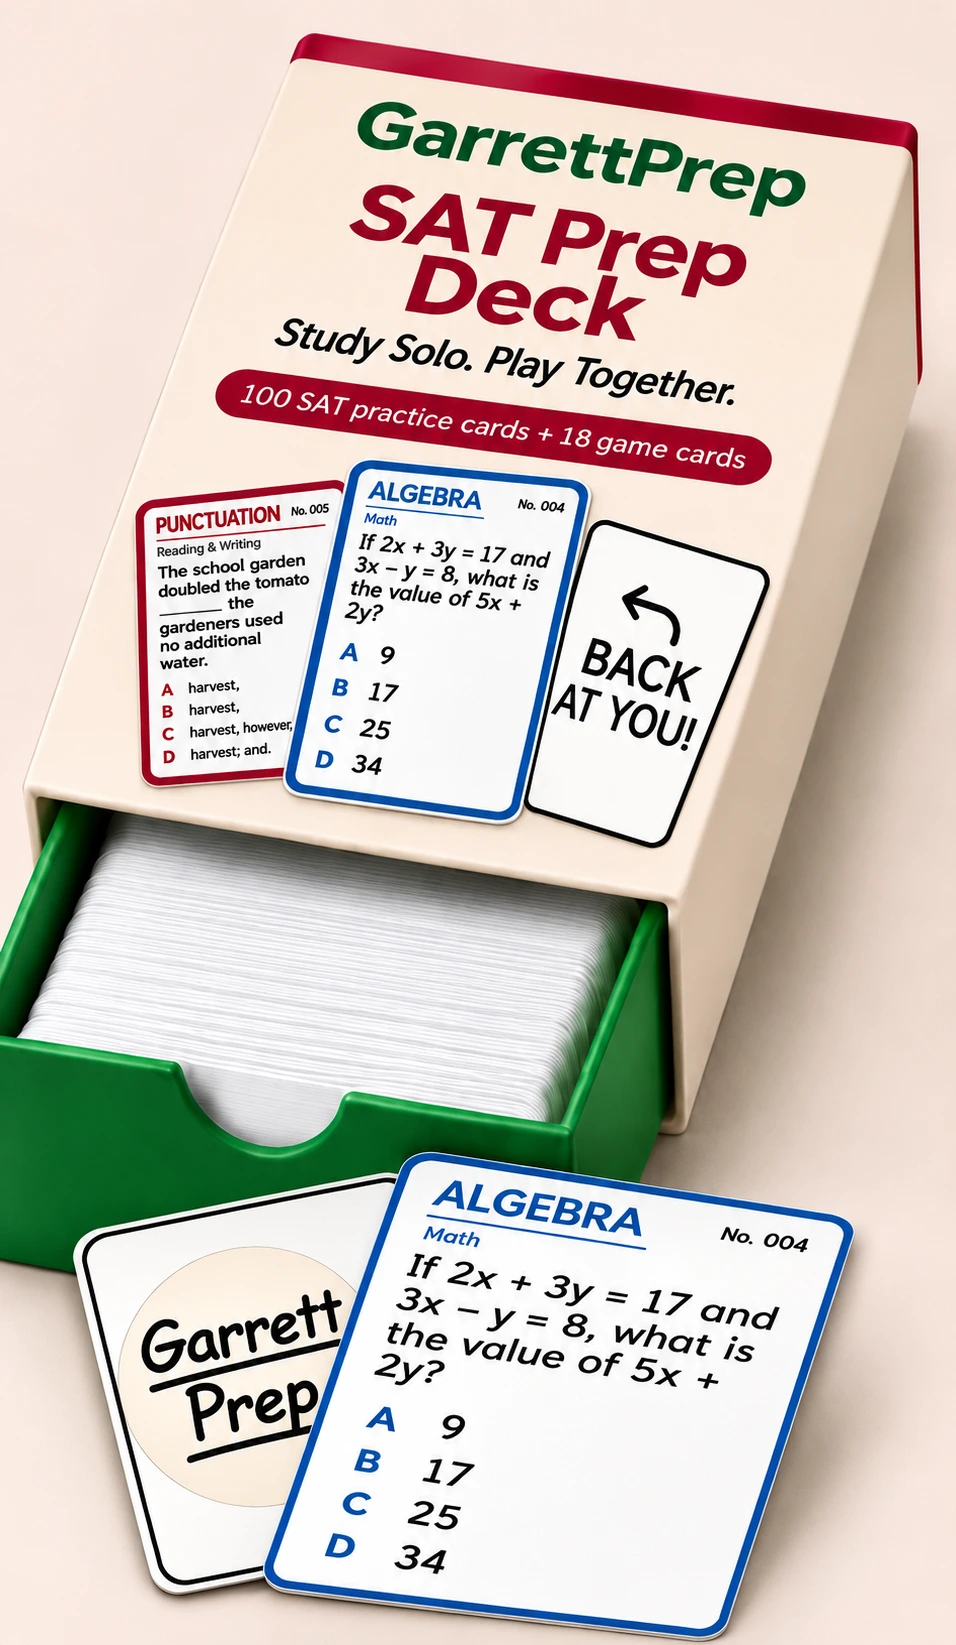 GarrettPrep
SAT Prep
Deck
Study Solo. Play Together.
100 SAT practice cards + 18 game cards
PUNCTUATION No. 005
Reading & Writing
The school garden
doubled the tomato
______ the
gardeners used
no additional
water.
A harvest,
B harvest,
C harvest, however,
D harvest; and.
ALGEBRA No. 004
Math
If 2x + 3y = 17 and
3x − y = 8, what is
the value of 5x +
2y?
A 9
B 17
C 25
D 34
BACK
AT YOU!
Garrett
Prep
ALGEBRA No. 004
Math
If 2x + 3y = 17 and
3x − y = 8, what is
the value of 5x +
2y?
A 9
B 17
C 25
D 34